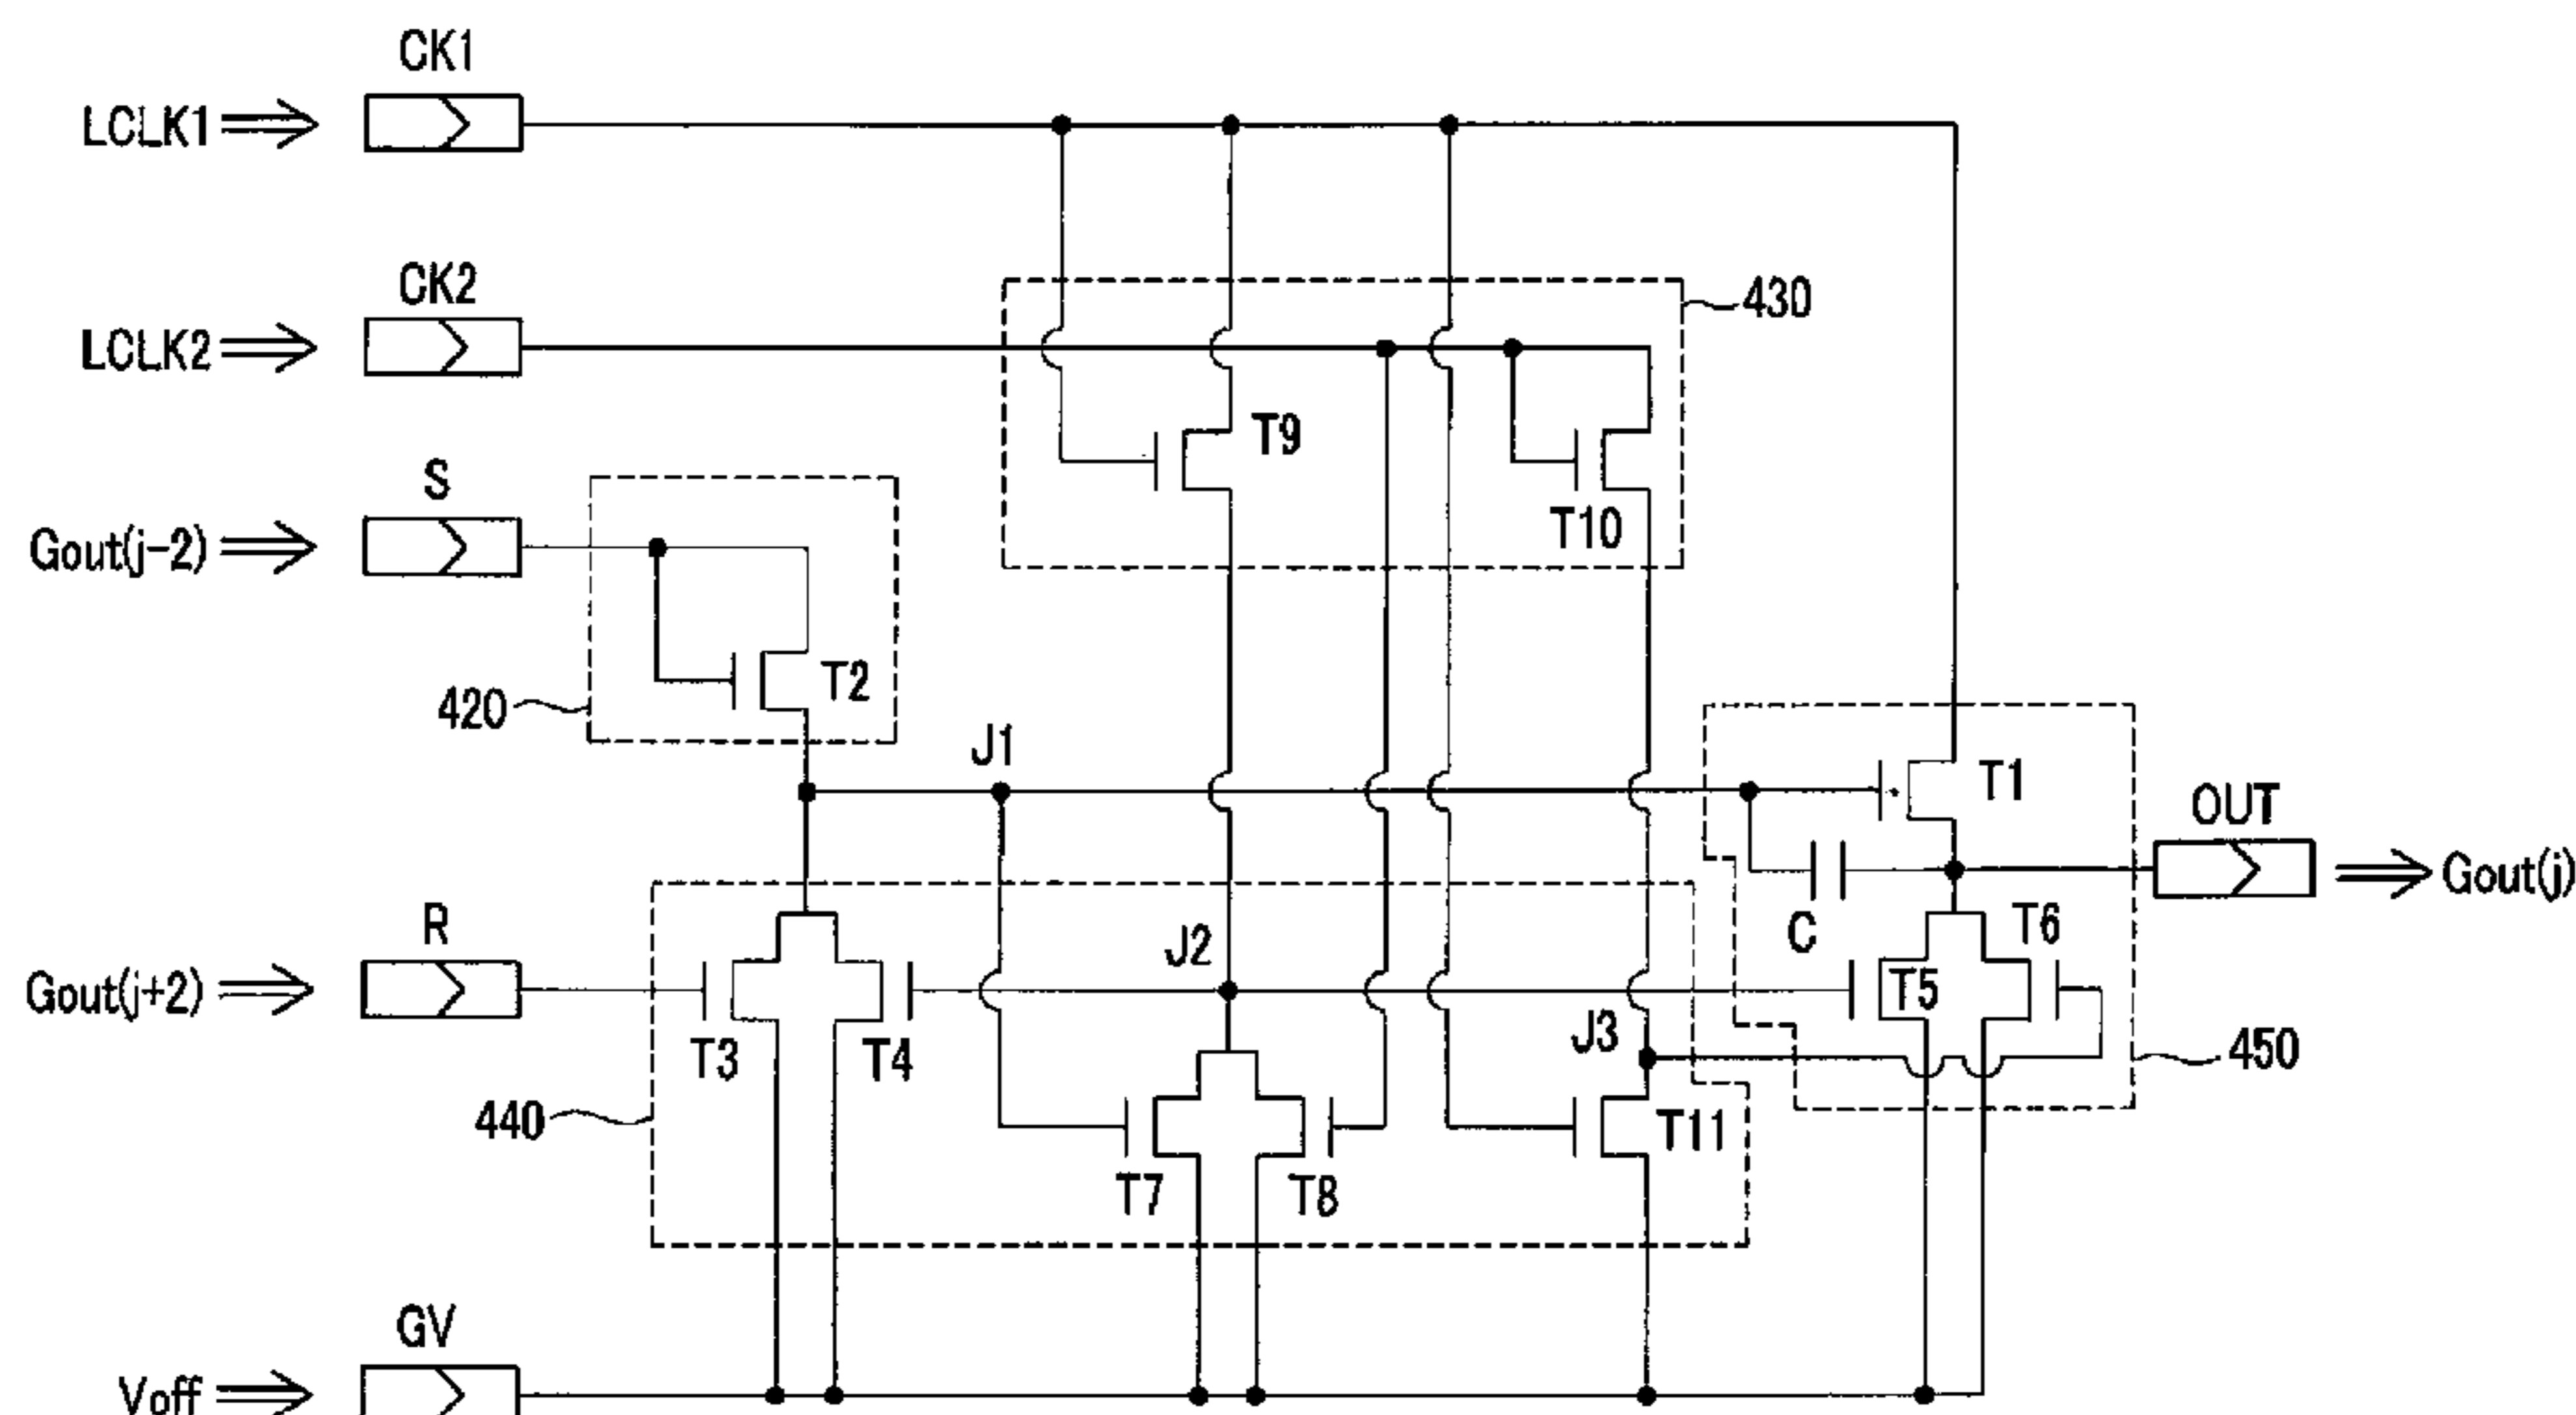 CK1
LCLK1
CK2
LCLK2
430
T9
S
T10
Gout(j-2)
T2
420
J1
T1
OUT
Gout(j)
R
C
T6
J2
Gout(j+2)
T5
J3
T3
T4
450
440
T11
T7
T8
GV
Voff